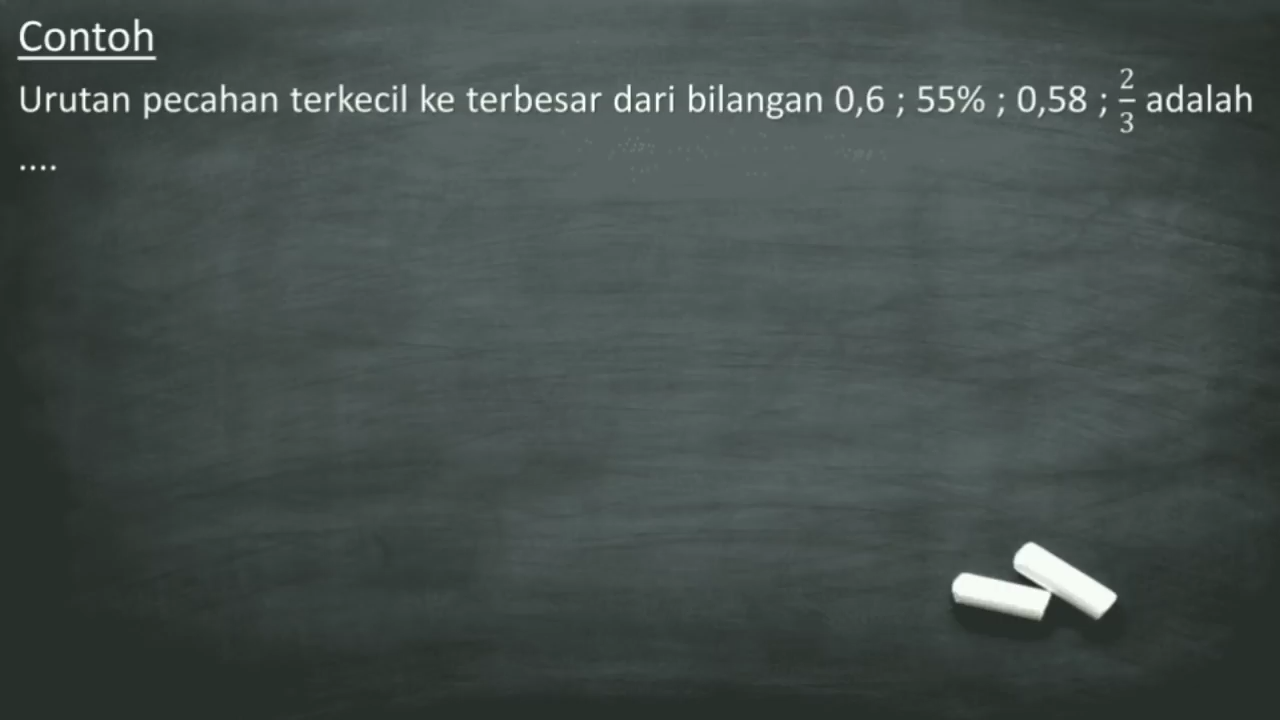 Contoh
Urutan pecahan terkecil ke terbesar dari bilangan 0,6 ; 55% ; 0,58 ; 2/3 adalah
....